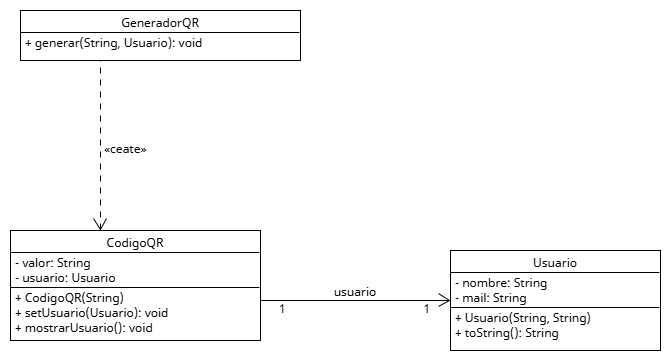 GeneradorQR
+ generar(String, Usuario): void
«ceate»
CodigoQR
- valor: String
- usuario: Usuario
+ CodigoQR(String)
+ setUsuario(Usuario): void
+ mostrarUsuario(): void
usuario
1
1
Usuario
- nombre: String
- mail: String
+ Usuario(String, String)
+ toString(): String